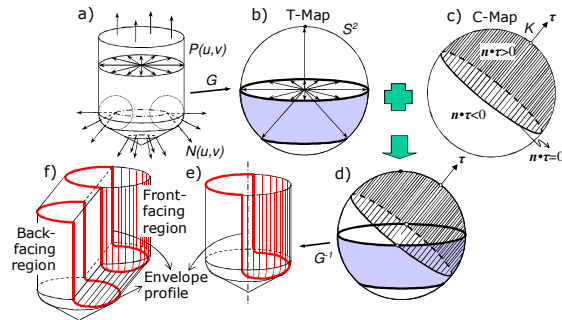 a)
b) T-Map
S²
c) C-Map
K
τ
P(u,v)
n•τ>0
G
n•τ<0
N(u,v)
n•τ=0
f)
e)
d)
τ
Front-
facing
region
Back-
facing
region
G⁻¹
Envelope
profile